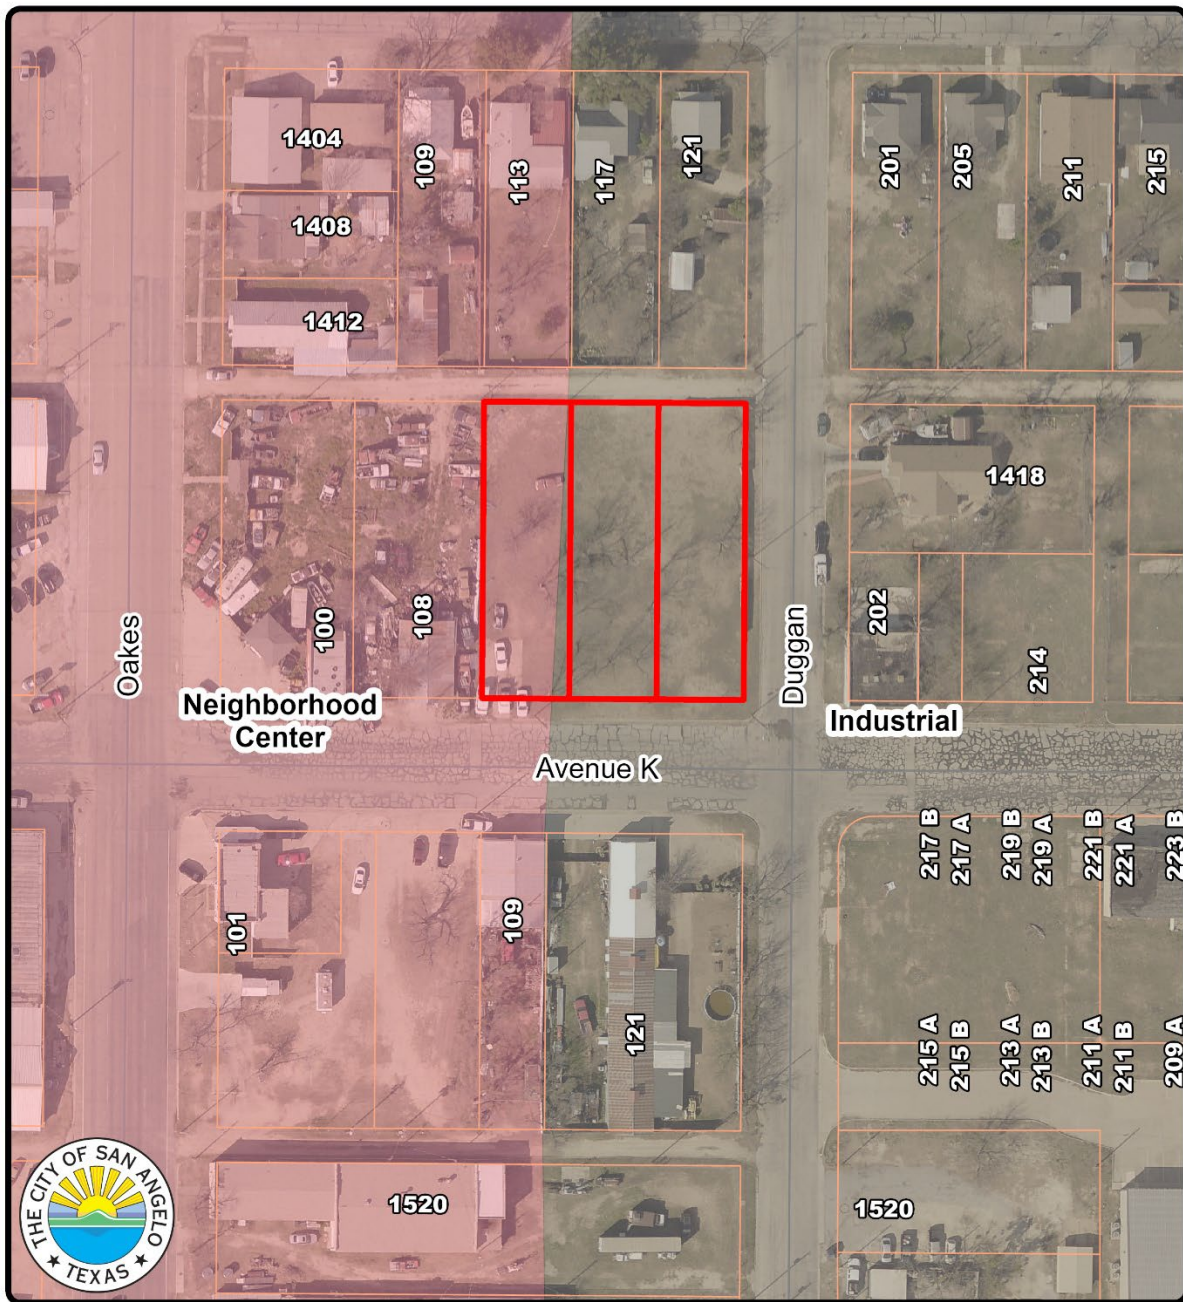 1404
109
113
117
121
201
205
211
215
1408
1412
1418
100
108
202
214
Oakes
Duggan
Neighborhood
Center
Industrial
Avenue K
217 B
217 A
219 B
219 A
221 B
221 A
223 B
101
109
121
215 A
215 B
213 A
213 B
211 A
211 B
209 A
1520
1520
THE CITY OF SAN ANGELO
★ TEXAS ★